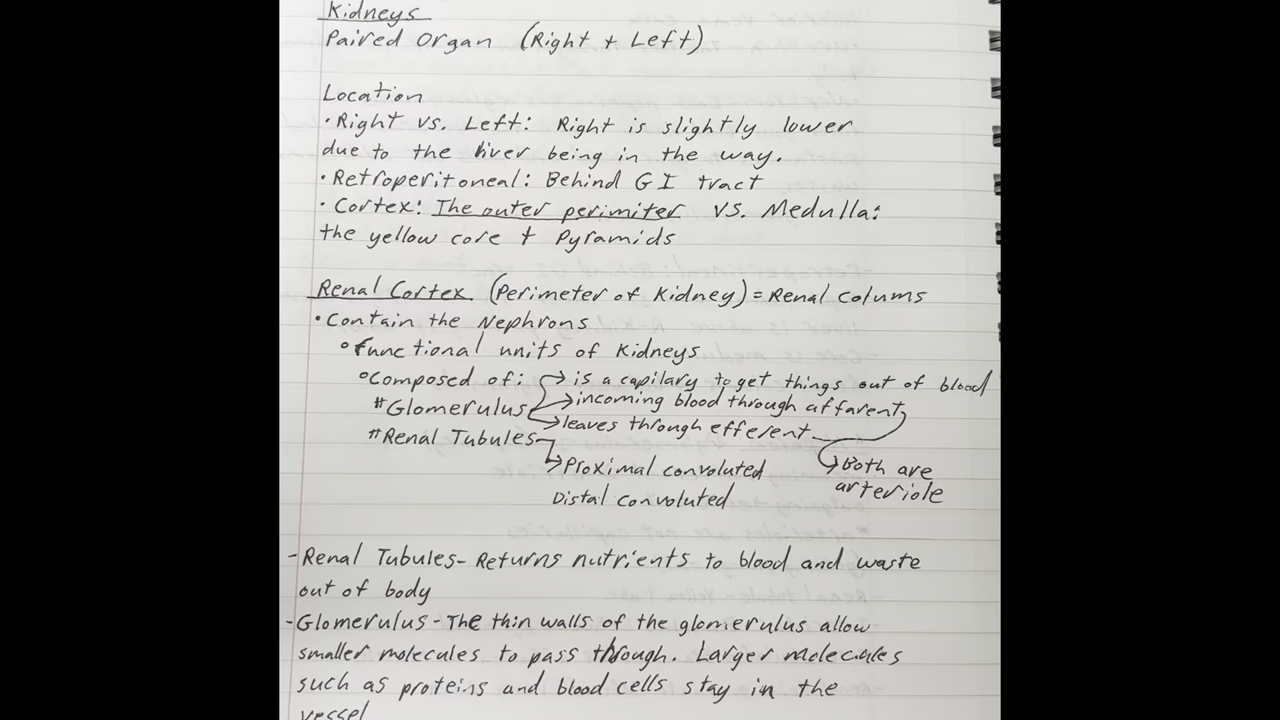 Kidneys
Paired Organ (Right + Left)
Location
• Right vs. Left: Right is slightly lower
due to the liver being in the way.
• Retroperitoneal: Behind GI tract
• Cortex: The outer perimiter vs. Medulla:
the yellow core + Pyramids
Renal Cortex (Perimeter of Kidney) = Renal colums
• Contain the Nephrons
° Functional units of Kidneys
° Composed of: → is a capilary to get things out of blood
# Glomerulus → incoming blood through affarent
→ leaves through efferent
# Renal Tubules
→ Proximal convoluted
→ Both are
arteriole
Distal convoluted
- Renal Tubules - Returns nutrients to blood and waste
out of body
- Glomerulus - The thin walls of the glomerulus allow
smaller molecules to pass through. Larger molecules
such as proteins and blood cells stay in the
vessel